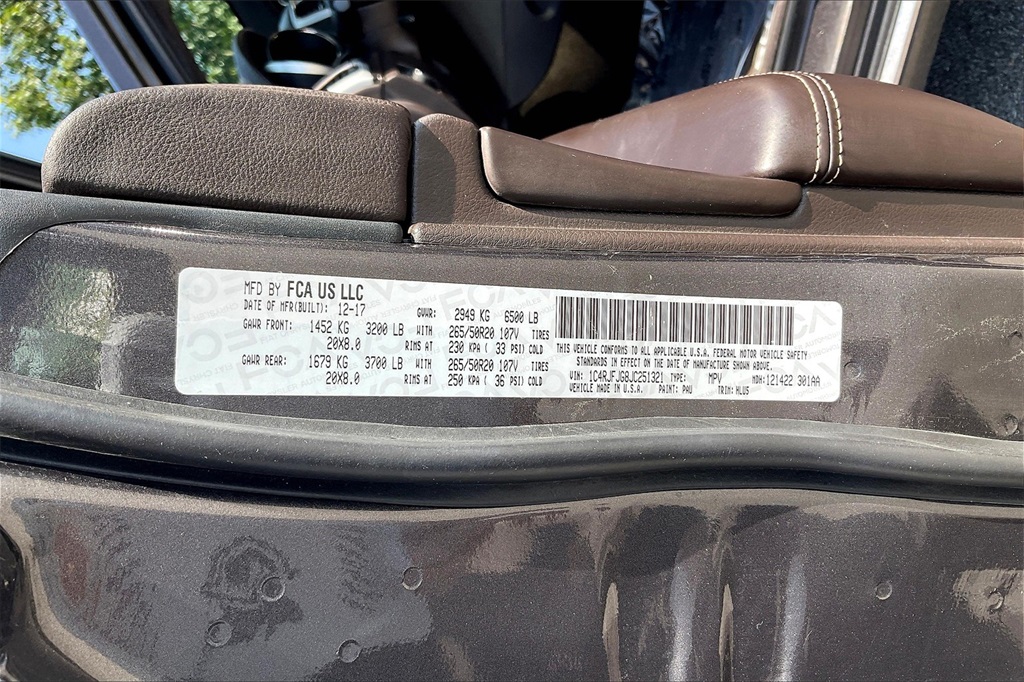 MFD BY FCA US LLC
DATE OF MFR(BUILT): 12-17 GVWR: 2949 KG 6500 LB
GAWR FRONT: 1452 KG 3200 LB WITH 265/50R20 107V TIRES
20X8.0 RIMS AT 230 KPA ( 33 PSI) COLD
GAWR REAR: 1679 KG 3700 LB WITH 265/50R20 107V TIRES
20X8.0 RIMS AT 250 KPA ( 36 PSI) COLD
THIS VEHICLE CONFORMS TO ALL APPLICABLE U.S.A. FEDERAL MOTOR VEHICLE SAFETY
STANDARDS IN EFFECT ON THE DATE OF MANUFACTURE SHOWN ABOVE.
VIN: 1C4RJFJG8JC251321 TYPE: MPV MDH: 121422 301AA
VEHICLE MADE IN U.S.A. PAINT: PAU TRIM: HLU5